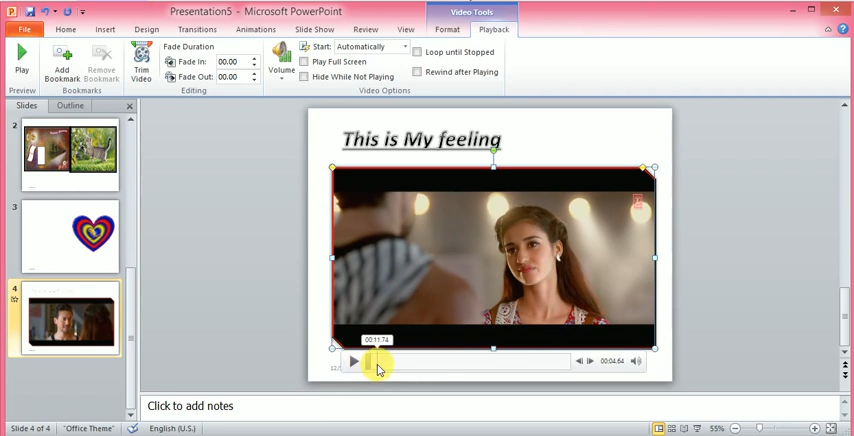 Presentation5 - Microsoft PowerPoint
Video Tools
File Home Insert Design Transitions Animations Slide Show Review View Format Playback
Play
Add Bookmark
Remove Bookmark
Trim Video
Fade Duration
Fade In: 00.00
Fade Out: 00.00
Volume
Start: Automatically
Play Full Screen
Hide While Not Playing
Loop until Stopped
Rewind after Playing
Preview Bookmarks Editing Video Options
Slides Outline
2
3
4
This is My feeling
00:11.74
00:04.64
Click to add notes
Slide 4 of 4 "Office Theme" English (U.S.) 55%